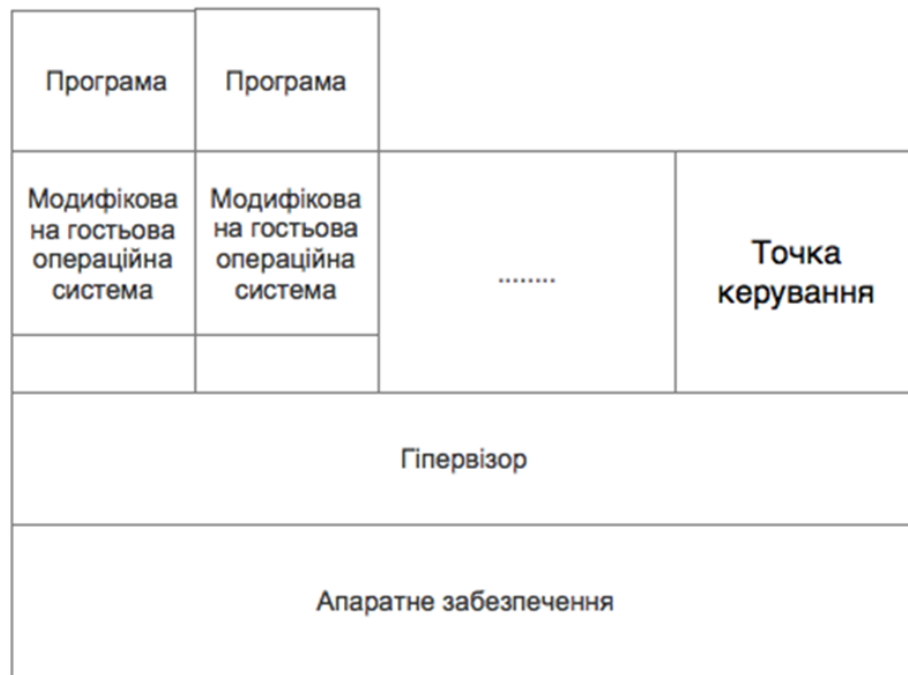 Програма
Програма
Модифікова
на гостьова
операційна
система
Модифікова
на гостьова
операційна
система
........
Точка
керування
Гіпервізор
Апаратне забезпечення